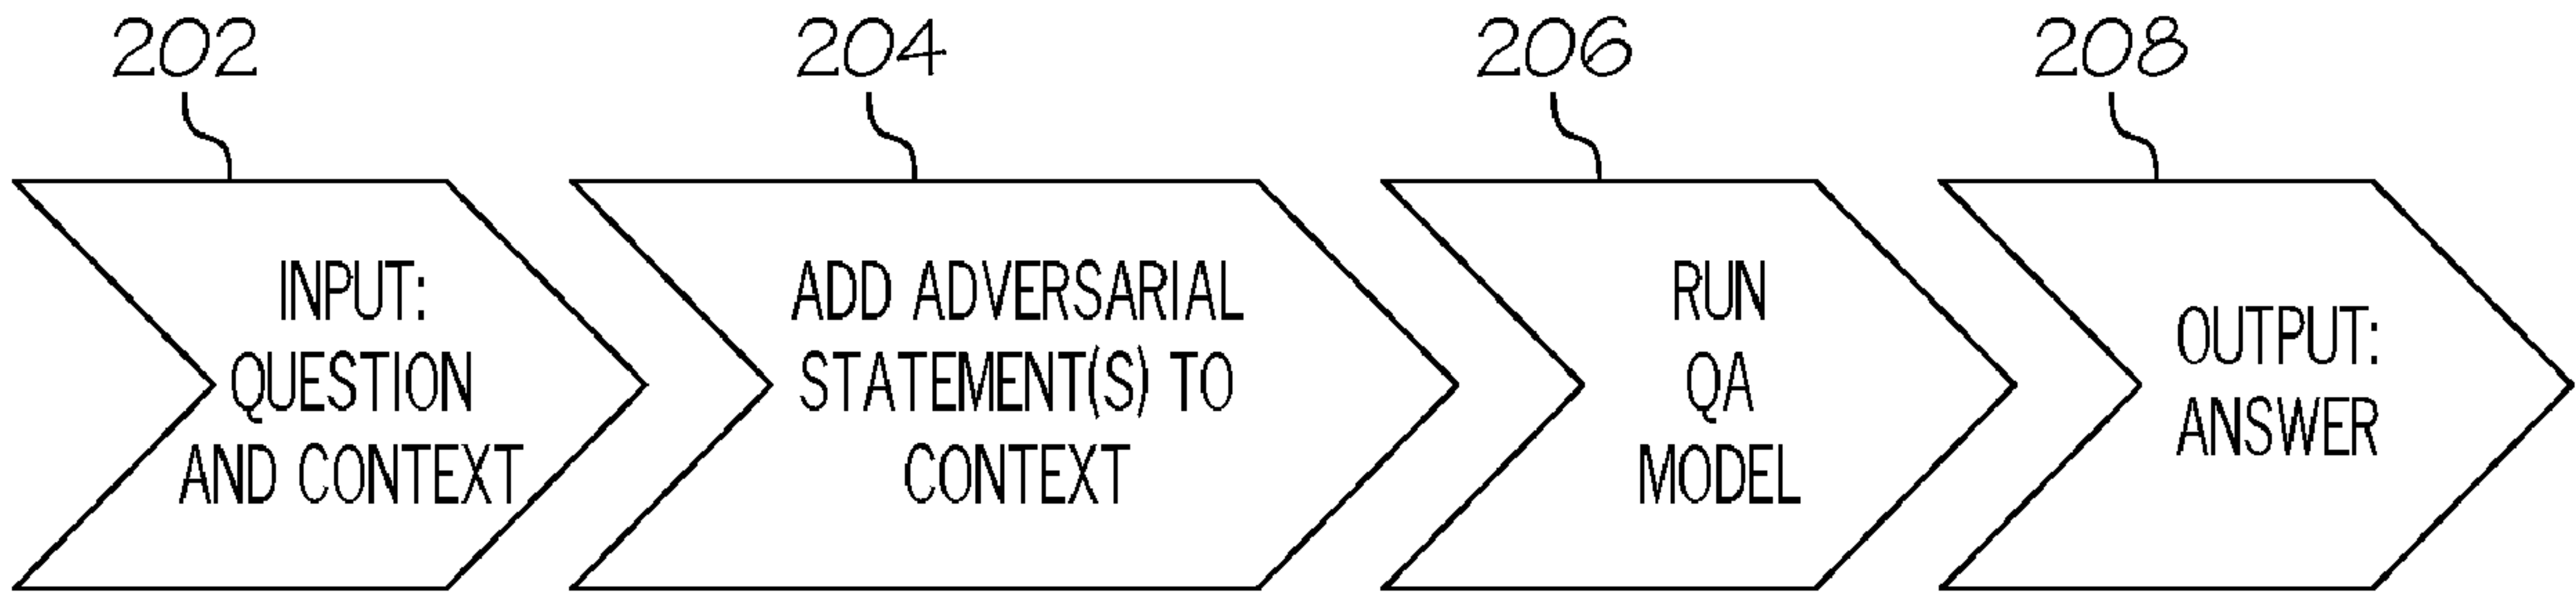 202
204
206
208
INPUT:
QUESTION
AND CONTEXT
ADD ADVERSARIAL
STATEMENT(S) TO
CONTEXT
RUN
QA
MODEL
OUTPUT:
ANSWER